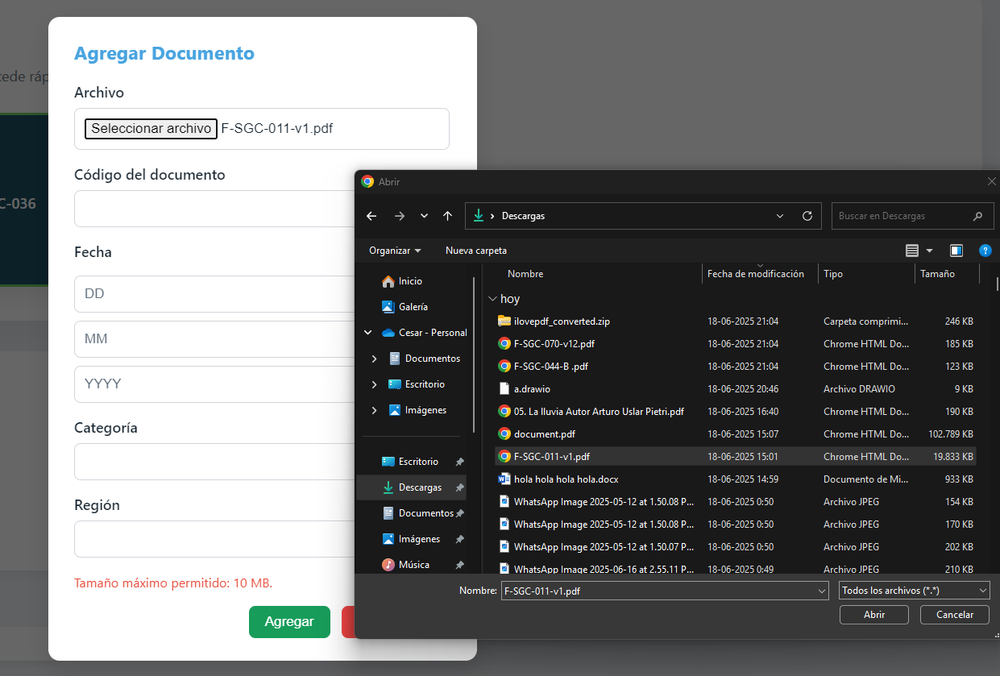 Agregar Documento
Archivo
Seleccionar archivo F-SGC-011-v1.pdf
Código del documento
Fecha
DD
MM
YYYY
Categoría
Región
Tamaño máximo permitido: 10 MB.
Agregar
C-036
Abrir
Descargas
Buscar en Descargas
Organizar
Nueva carpeta
Inicio
Galería
Cesar - Personal
Documentos
Escritorio
Imágenes
Escritorio
Descargas
Documentos
Imágenes
Música
Nombre Fecha de modificación Tipo Tamaño
hoy
ilovepdf_converted.zip 18-06-2025 21:04 Carpeta comprimi... 246 KB
F-SGC-070-v12.pdf 18-06-2025 21:04 Chrome HTML Do... 185 KB
F-SGC-044-B .pdf 18-06-2025 21:04 Chrome HTML Do... 123 KB
a.drawio 18-06-2025 20:46 Archivo DRAWIO 9 KB
05. La lluvia Autor Arturo Uslar Pietri.pdf 18-06-2025 16:40 Chrome HTML Do... 190 KB
document.pdf 18-06-2025 15:07 Chrome HTML Do... 102.789 KB
F-SGC-011-v1.pdf 18-06-2025 15:01 Chrome HTML Do... 19.833 KB
hola hola hola hola.docx 18-06-2025 14:59 Documento de Mi... 933 KB
WhatsApp Image 2025-05-12 at 1.50.08 P... 18-06-2025 0:50 Archivo JPEG 154 KB
WhatsApp Image 2025-05-12 at 1.50.08 P... 18-06-2025 0:50 Archivo JPEG 170 KB
WhatsApp Image 2025-05-12 at 1.50.07 P... 18-06-2025 0:50 Archivo JPEG 202 KB
WhatsApp Image 2025-06-16 at 2.55.11 P... 18-06-2025 0:49 Archivo JPEG 210 KB
Nombre: F-SGC-011-v1.pdf
Todos los archivos (*.*)
Abrir
Cancelar